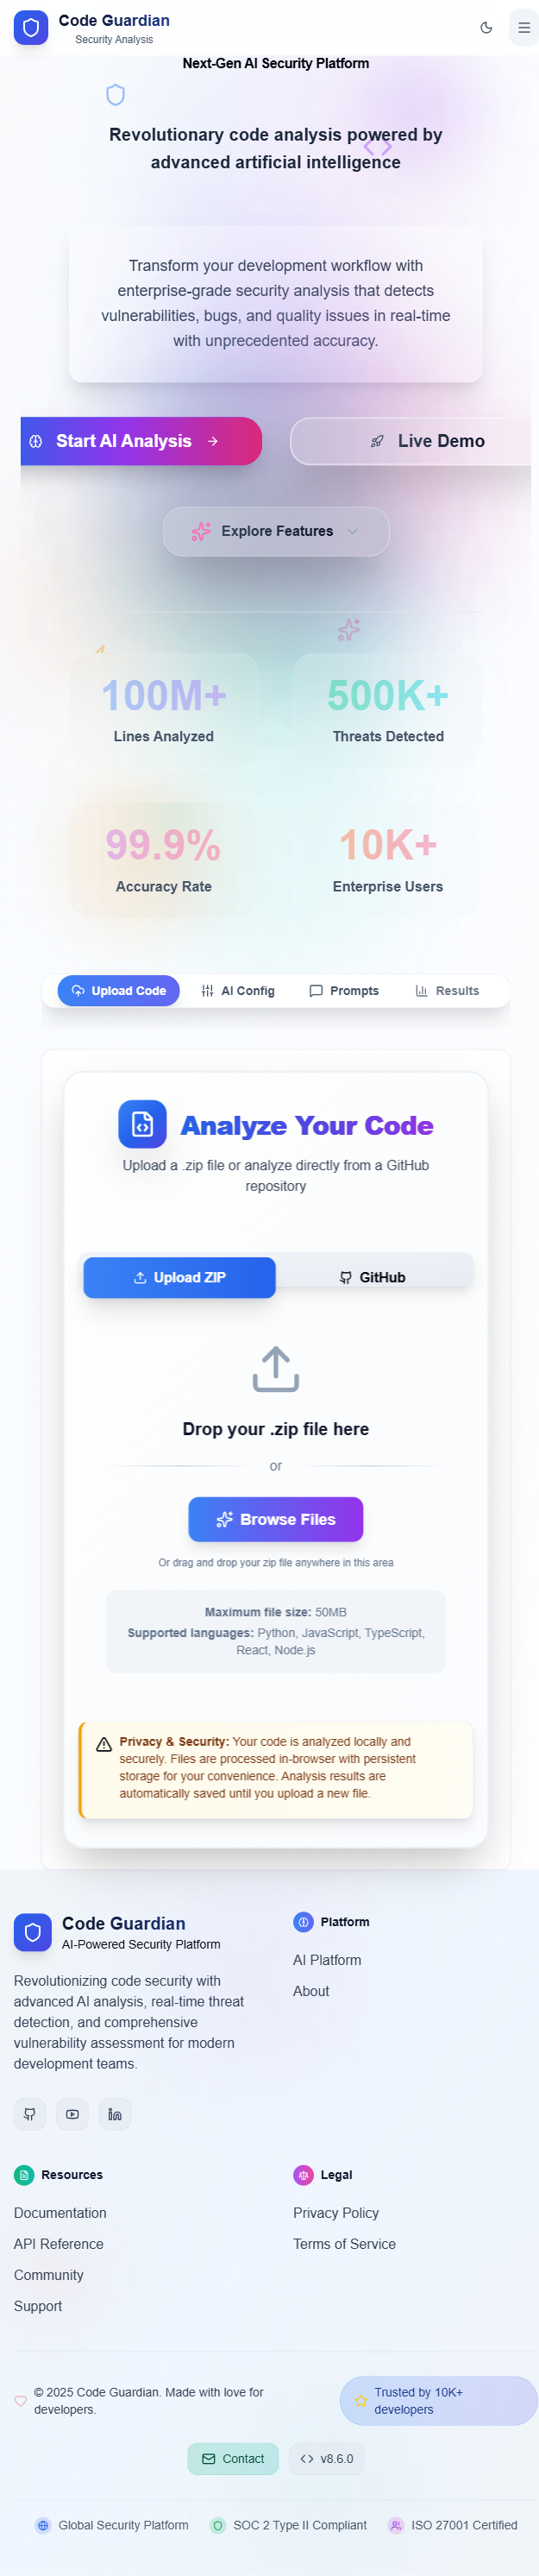 Code Guardian
Security Analysis
Next-Gen AI Security Platform
Revolutionary code analysis powered by
advanced artificial intelligence
Transform your development workflow with
enterprise-grade security analysis that detects
vulnerabilities, bugs, and quality issues in real-time
with unprecedented accuracy.
Start AI Analysis
Live Demo
Explore Features
100M+
Lines Analyzed
500K+
Threats Detected
99.9%
Accuracy Rate
10K+
Enterprise Users
Upload Code
AI Config
Prompts
Results
Analyze Your Code
Upload a .zip file or analyze directly from a GitHub
repository
Upload ZIP
GitHub
Drop your .zip file here
or
Browse Files
Or drag and drop your zip file anywhere in this area
Maximum file size: 50MB
Supported languages: Python, JavaScript, TypeScript,
React, Node.js
Privacy & Security: Your code is analyzed locally and
securely. Files are processed in-browser with persistent
storage for your convenience. Analysis results are
automatically saved until you upload a new file.
Code Guardian
AI-Powered Security Platform
Revolutionizing code security with
advanced AI analysis, real-time threat
detection, and comprehensive
vulnerability assessment for modern
development teams.
Platform
AI Platform
About
Resources
Documentation
API Reference
Community
Support
Legal
Privacy Policy
Terms of Service
© 2025 Code Guardian. Made with love for
developers.
Trusted by 10K+
developers
Contact
v8.6.0
Global Security Platform
SOC 2 Type II Compliant
ISO 27001 Certified